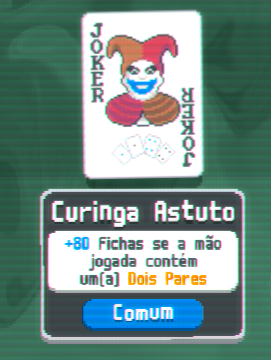 JOKER
JOKER
Curinga Astuto
+80 Fichas se a mão
jogada contém
um(a) Dois Pares
Comum